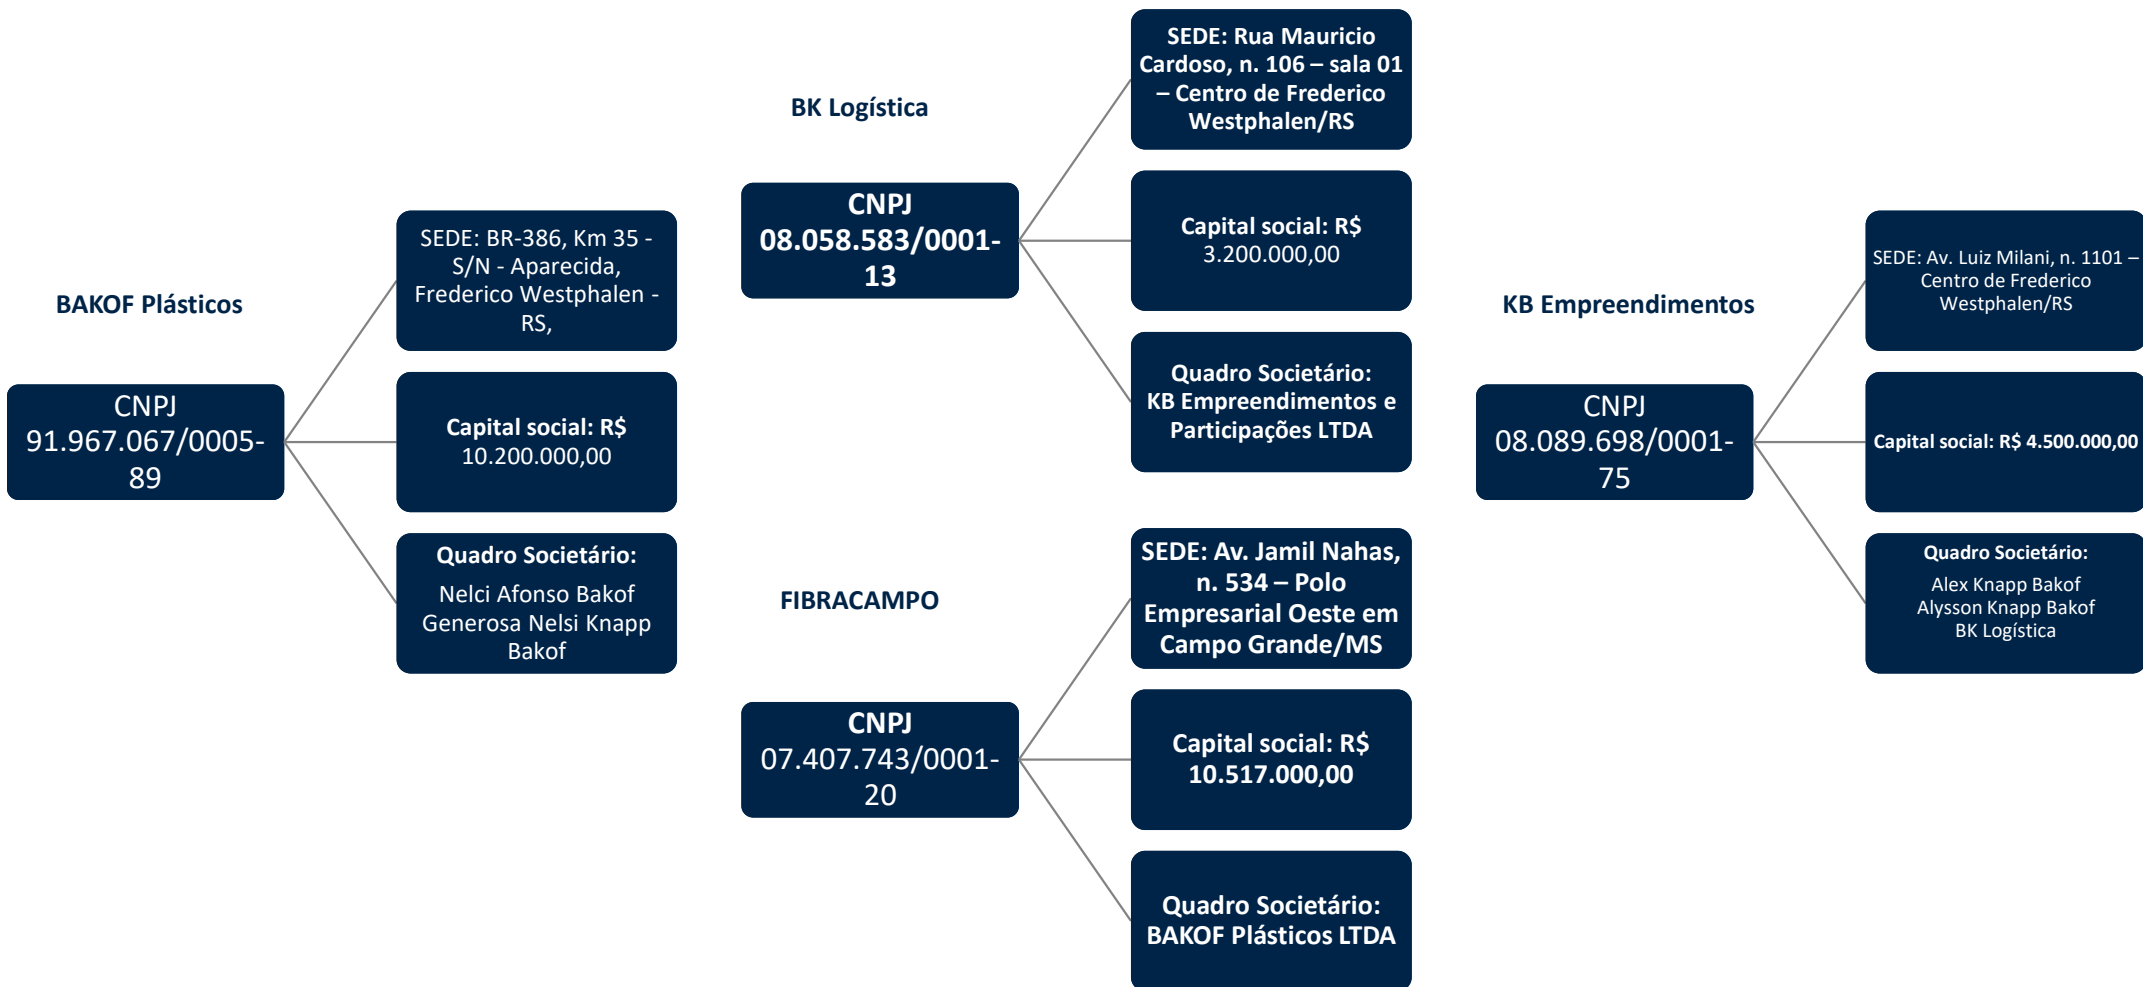 BAKOF Plásticos
CNPJ
91.967.067/0005-
89
SEDE: BR-386, Km 35 -
S/N - Aparecida,
Frederico Westphalen -
RS,
Capital social: R$
10.200.000,00
Quadro Societário:
Nelci Afonso Bakof
Generosa Nelsi Knapp
Bakof
BK Logística
CNPJ
08.058.583/0001-
13
SEDE: Rua Mauricio
Cardoso, n. 106 – sala 01
– Centro de Frederico
Westphalen/RS
Capital social: R$
3.200.000,00
Quadro Societário:
KB Empreendimentos e
Participações LTDA
FIBRACAMPO
CNPJ
07.407.743/0001-
20
SEDE: Av. Jamil Nahas,
n. 534 – Polo
Empresarial Oeste em
Campo Grande/MS
Capital social: R$
10.517.000,00
Quadro Societário:
BAKOF Plásticos LTDA
KB Empreendimentos
CNPJ
08.089.698/0001-
75
SEDE: Av. Luiz Milani, n. 1101 –
Centro de Frederico
Westphalen/RS
Capital social: R$ 4.500.000,00
Quadro Societário:
Alex Knapp Bakof
Alysson Knapp Bakof
BK Logística